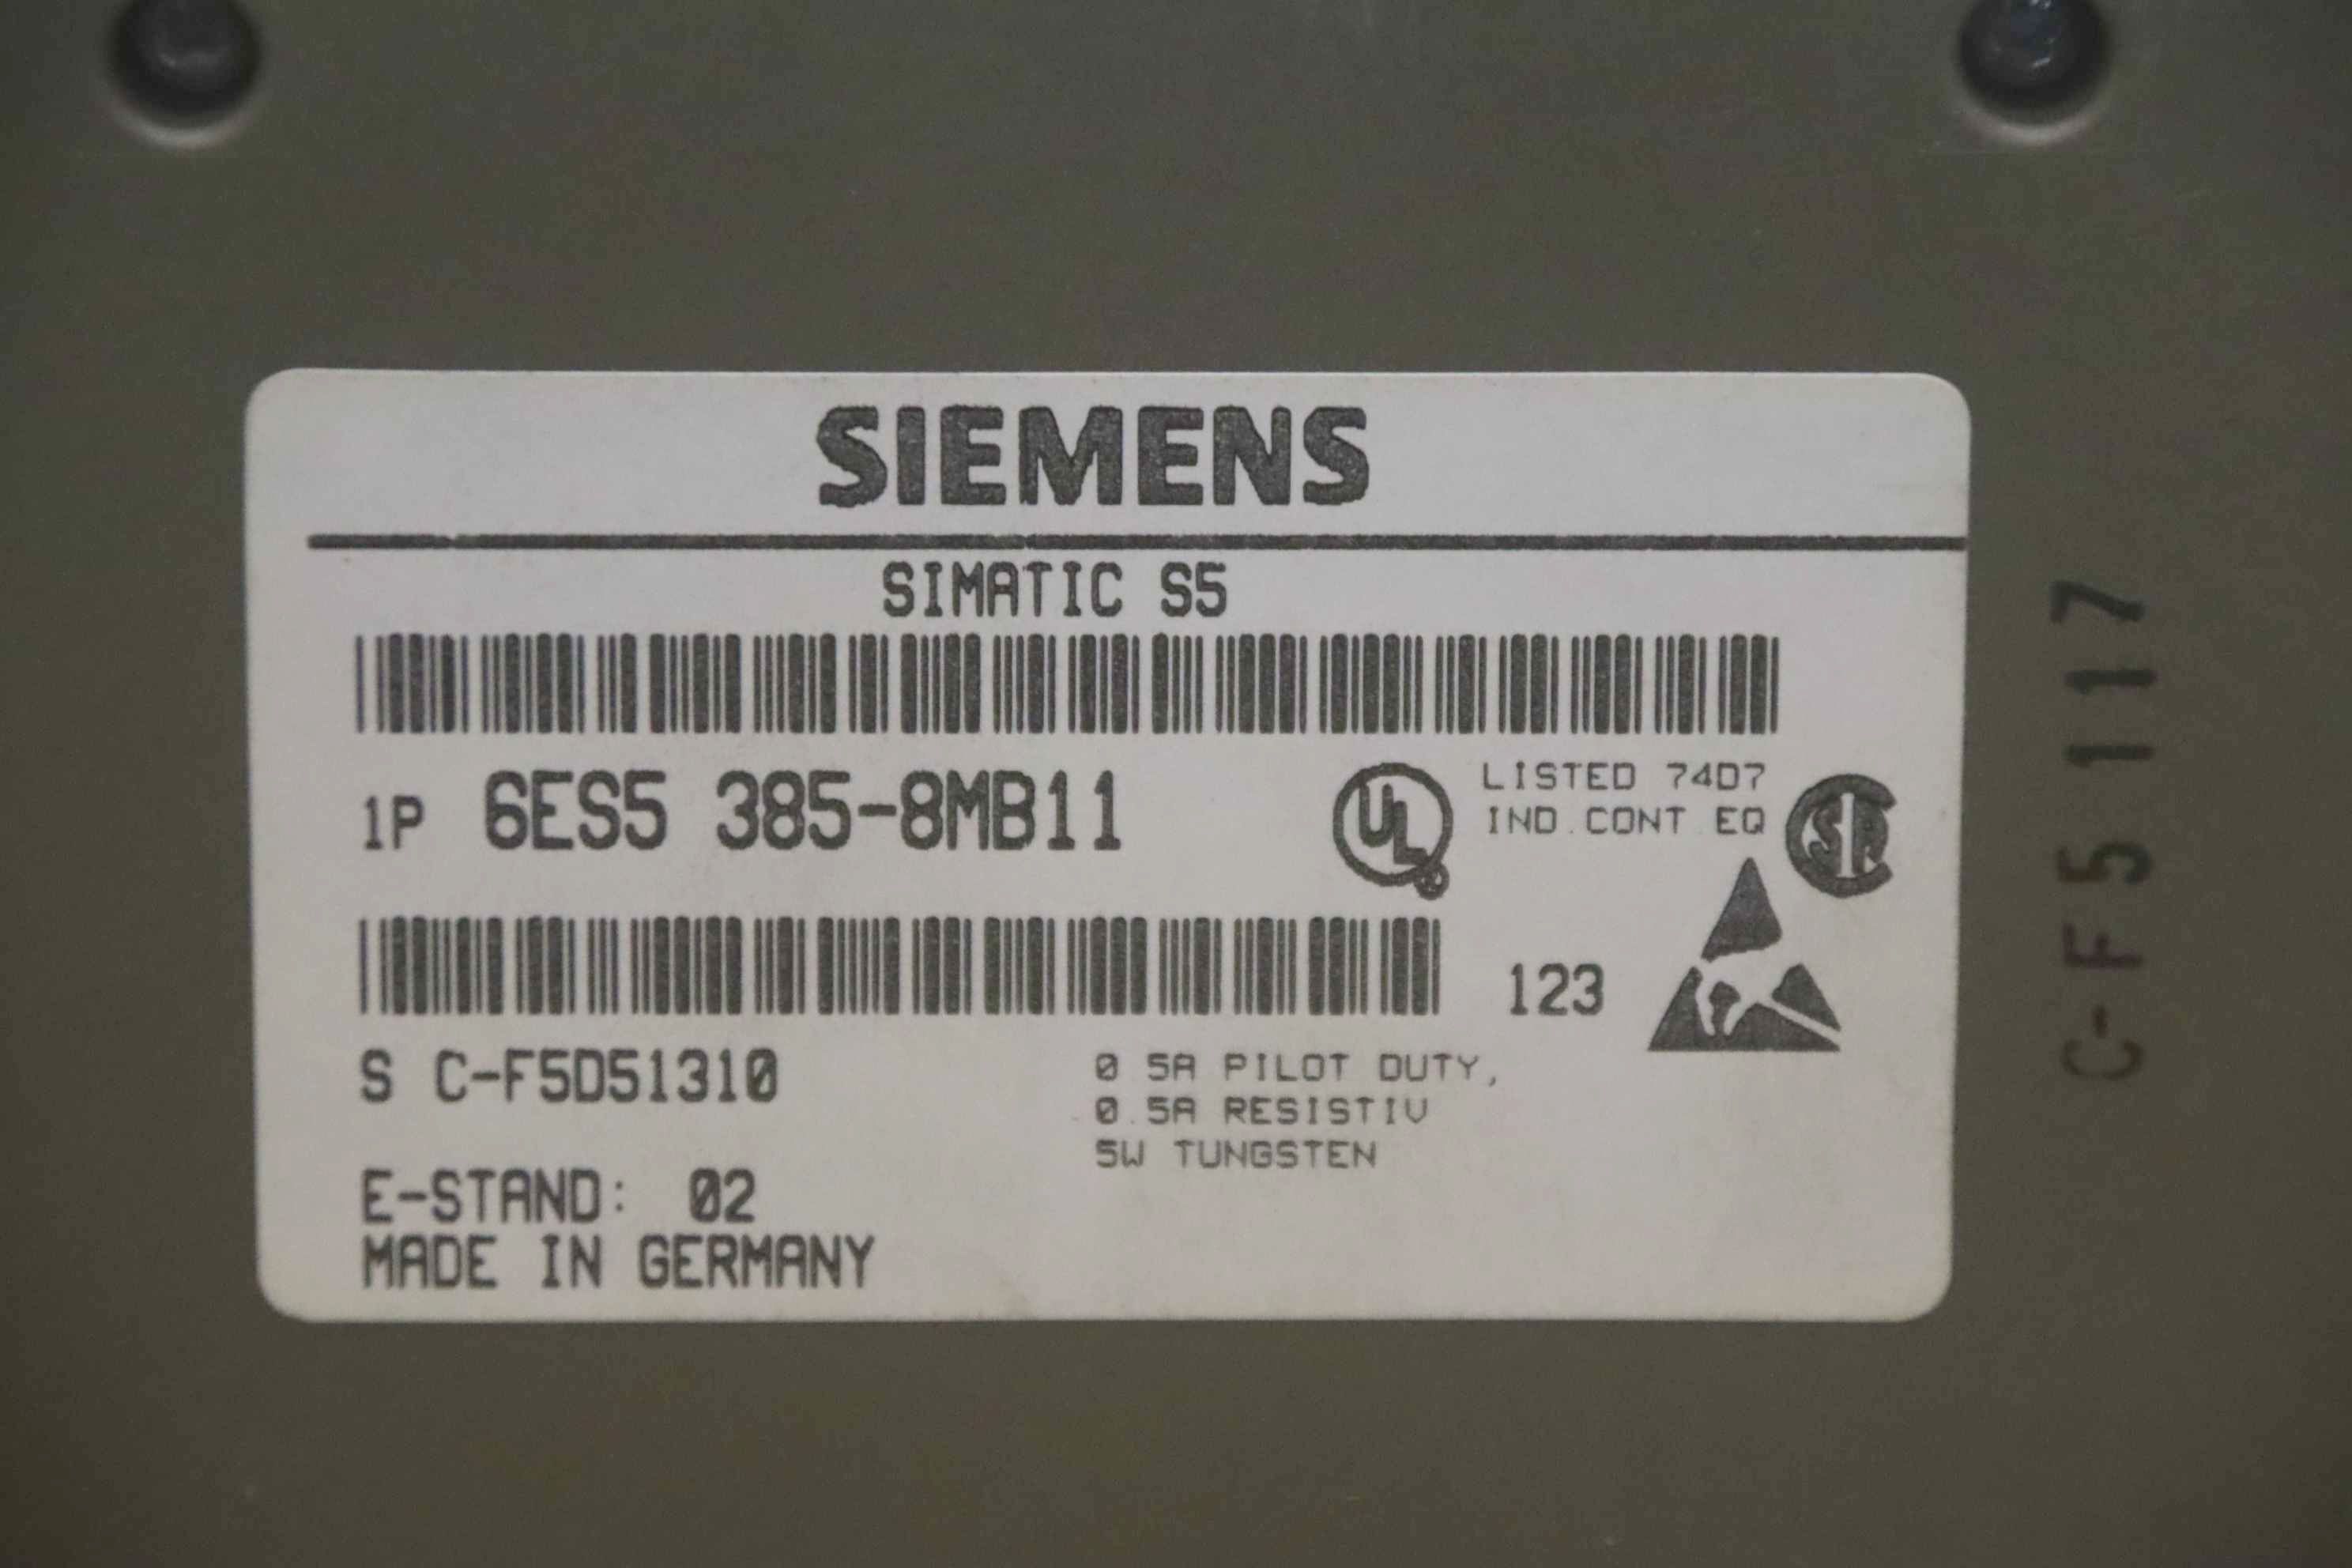 SIEMENS
SIMATIC S5
1P 6ES5 385-8MB11
UL
LISTED 74D7
IND.CONT.EQ
123
S C-F5D51310
0 5A PILOT DUTY,
0.5A RESISTIV
5W TUNGSTEN
E-STAND: 02
MADE IN GERMANY
C-F5 117